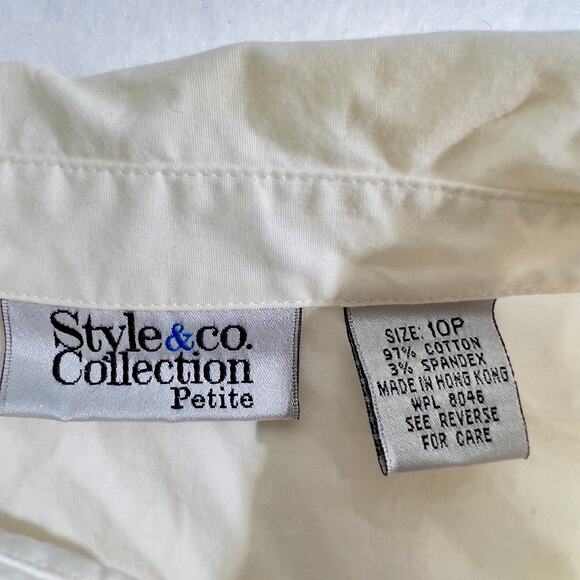 Style&co.
Collection
Petite
SIZE: 10P
97% COTTON
3% SPANDEX
MADE IN HONG KONG
WPL 8046
SEE REVERSE
FOR CARE